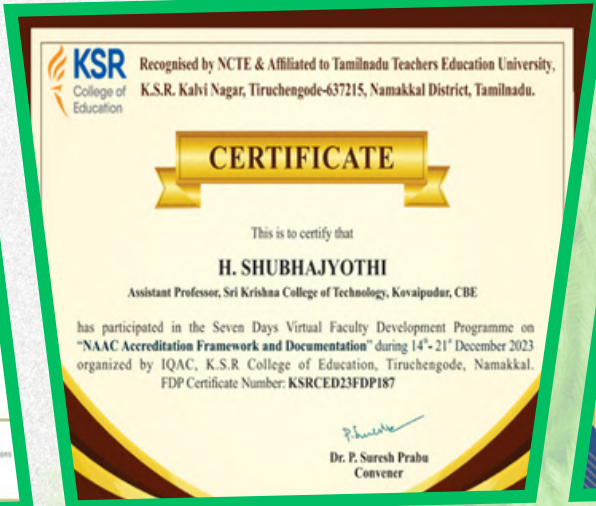 KSR
College of
Education
Recognised by NCTE & Affiliated to Tamilnadu Teachers Education University,
K.S.R. Kalvi Nagar, Tiruchengode-637215, Namakkal District, Tamilnadu.
CERTIFICATE
This is to certify that
H. SHUBHAJYOTHI
Assistant Professor, Sri Krishna College of Technology, Kovaipudur, CBE
has participated in the Seven Days Virtual Faculty Development Programme on
“NAAC Accreditation Framework and Documentation” during 14ᵗʰ- 21ˢᵗ December 2023
organized by IQAC, K.S.R College of Education, Tiruchengode, Namakkal.
FDP Certificate Number: KSRCED23FDP187
Dr. P. Suresh Prabu
Convener